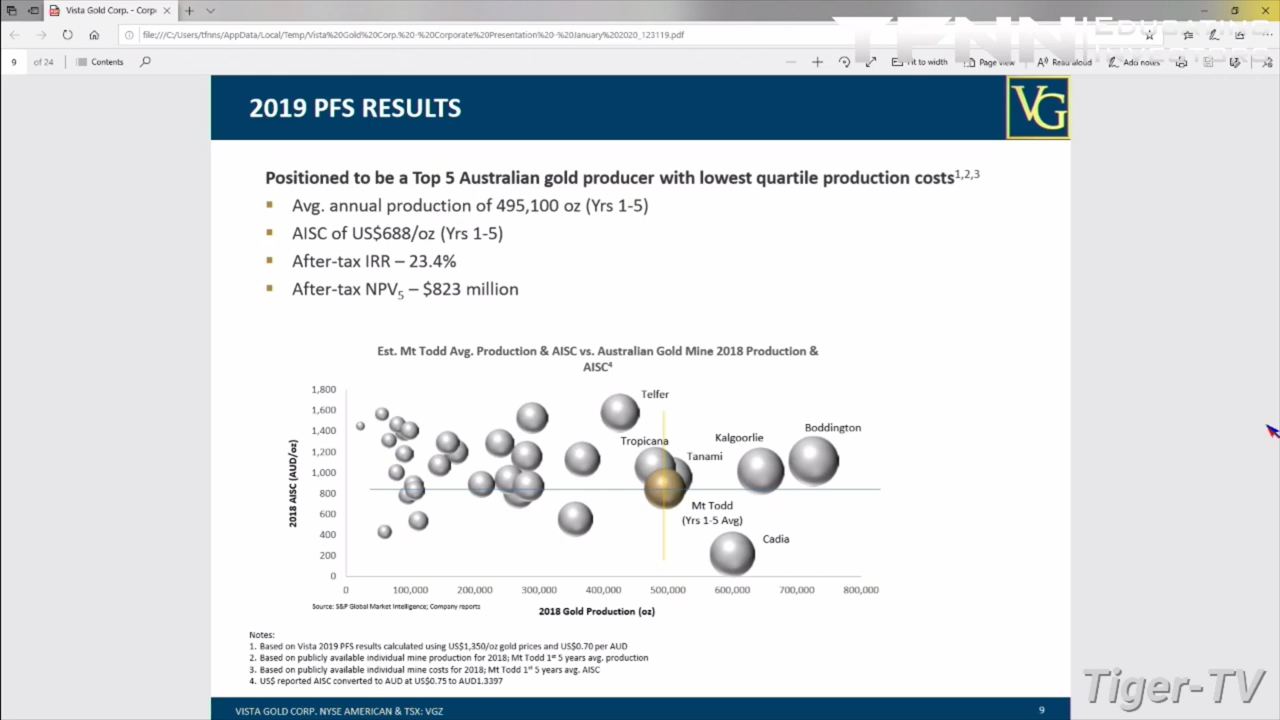 Vista Gold Corp. - Corpc
file:///C:/Users/tfnns/AppData/Local/Temp/Vista%20Gold%20Corp.%20-%20Corporate%20Presentation%20-%20January%202020_123119.pdf
TFNN EDUCATING INVESTORS
9 of 24 Contents Fit to width Page view Read aloud Add notes
2019 PFS RESULTS
VG
Positioned to be a Top 5 Australian gold producer with lowest quartile production costs1,2,3
Avg. annual production of 495,100 oz (Yrs 1-5)
AISC of US$688/oz (Yrs 1-5)
After-tax IRR – 23.4%
After-tax NPV5 – $823 million
Est. Mt Todd Avg. Production & AISC vs. Australian Gold Mine 2018 Production &
AISC4
1,800
1,600
1,400
1,200
1,000
800
600
400
200
0
2018 AISC (AUD/oz)
Telfer
Tropicana
Tanami
Kalgoorlie
Boddington
Mt Todd
(Yrs 1-5 Avg)
Cadia
0 100,000 200,000 300,000 400,000 500,000 600,000 700,000 800,000
Source: S&P Global Market Intelligence; Company reports
2018 Gold Production (oz)
Notes:
1. Based on Vista 2019 PFS results calculated using US$1,350/oz gold prices and US$0.70 per AUD
2. Based on publicly available individual mine production for 2018; Mt Todd 1st 5 years avg. production
3. Based on publicly available individual mine costs for 2018; Mt Todd 1st 5 years avg. AISC
4. US$ reported AISC converted to AUD at US$0.75 to AUD1.3397
VISTA GOLD CORP. NYSE AMERICAN & TSX: VGZ
9
Tiger-TV